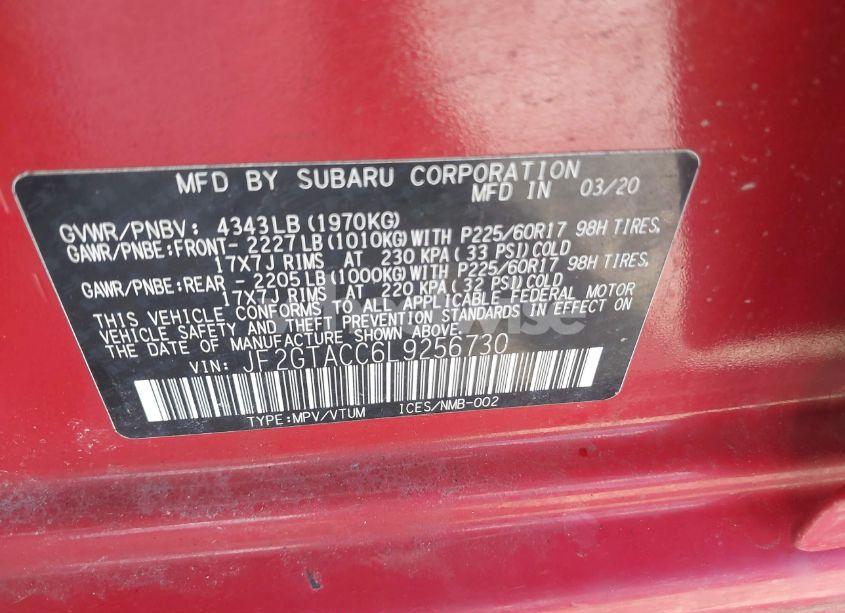 MFD BY SUBARU CORPORATION
MFD IN 03/20
GVWR/PNBV: 4343LB (1970KG)
GAWR/PNBE:FRONT- 2227LB (1010KG) WITH P225/60R17 98H TIRES,
17X7J RIMS AT 230 KPA (33 PSI) COLD
GAWR/PNBE:REAR - 2205LB (1000KG) WITH P225/60R17 98H TIRES,
17X7J RIMS AT 220 KPA (32 PSI) COLD
THIS VEHICLE CONFORMS TO ALL APPLICABLE FEDERAL MOTOR
VEHICLE SAFETY AND THEFT PREVENTION STANDARDS IN EFFECT ON
THE DATE OF MANUFACTURE SHOWN ABOVE.
VIN: JF2GTACC6L9256730
TYPE:MPV/VTUM ICES/NMB-002